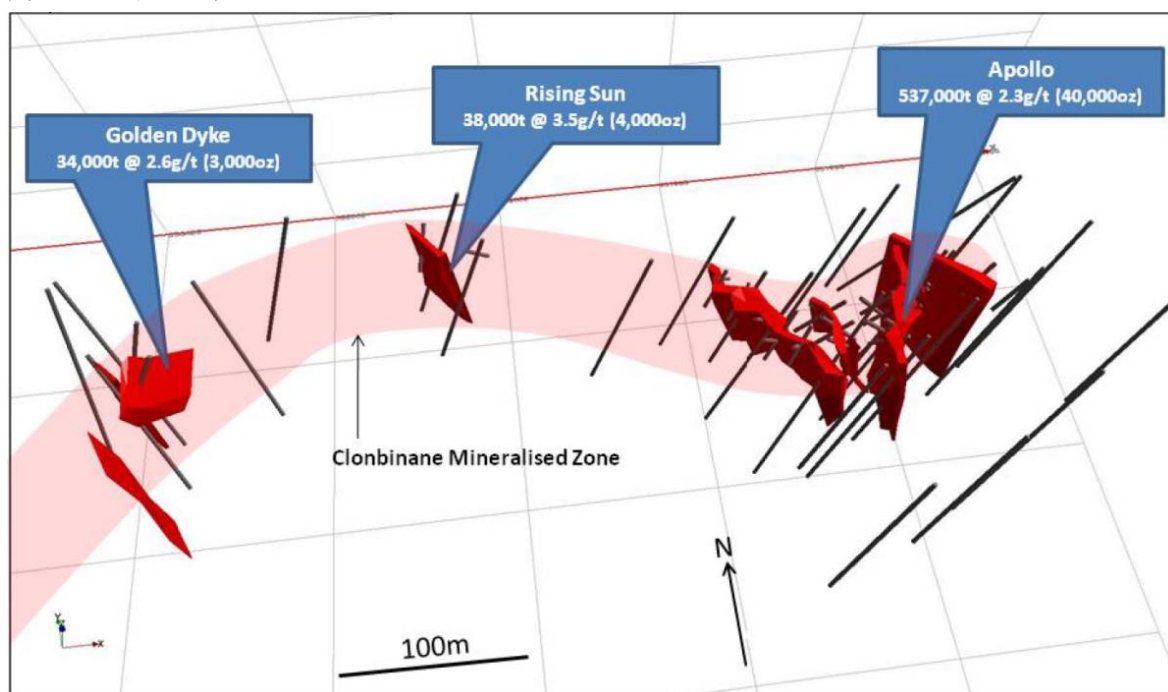 Golden Dyke
34,000t @ 2.6g/t (3,000oz)
Rising Sun
38,000t @ 3.5g/t (4,000oz)
Apollo
537,000t @ 2.3g/t (40,000oz)
Clonbinane Mineralised Zone
N
100m
Y
X
X